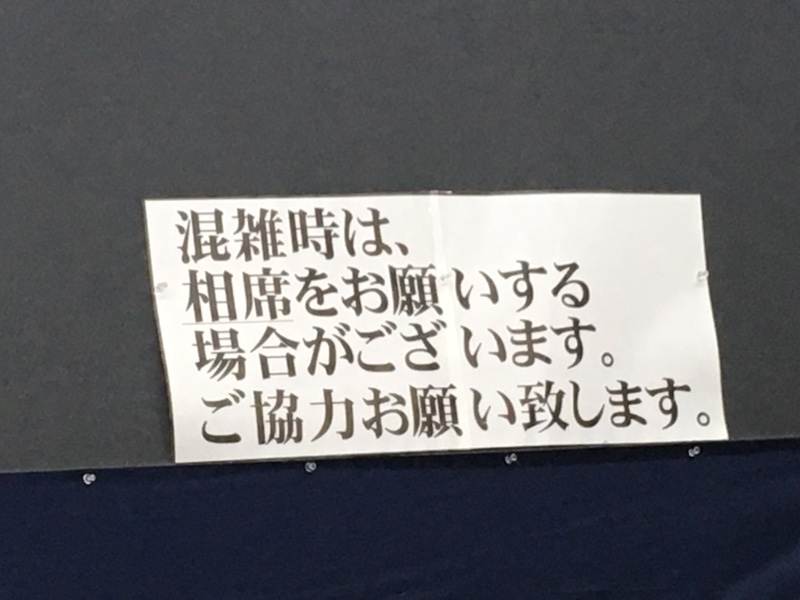 混雑時は、
相席をお願いする
場合がございます。
ご協力お願い致します。